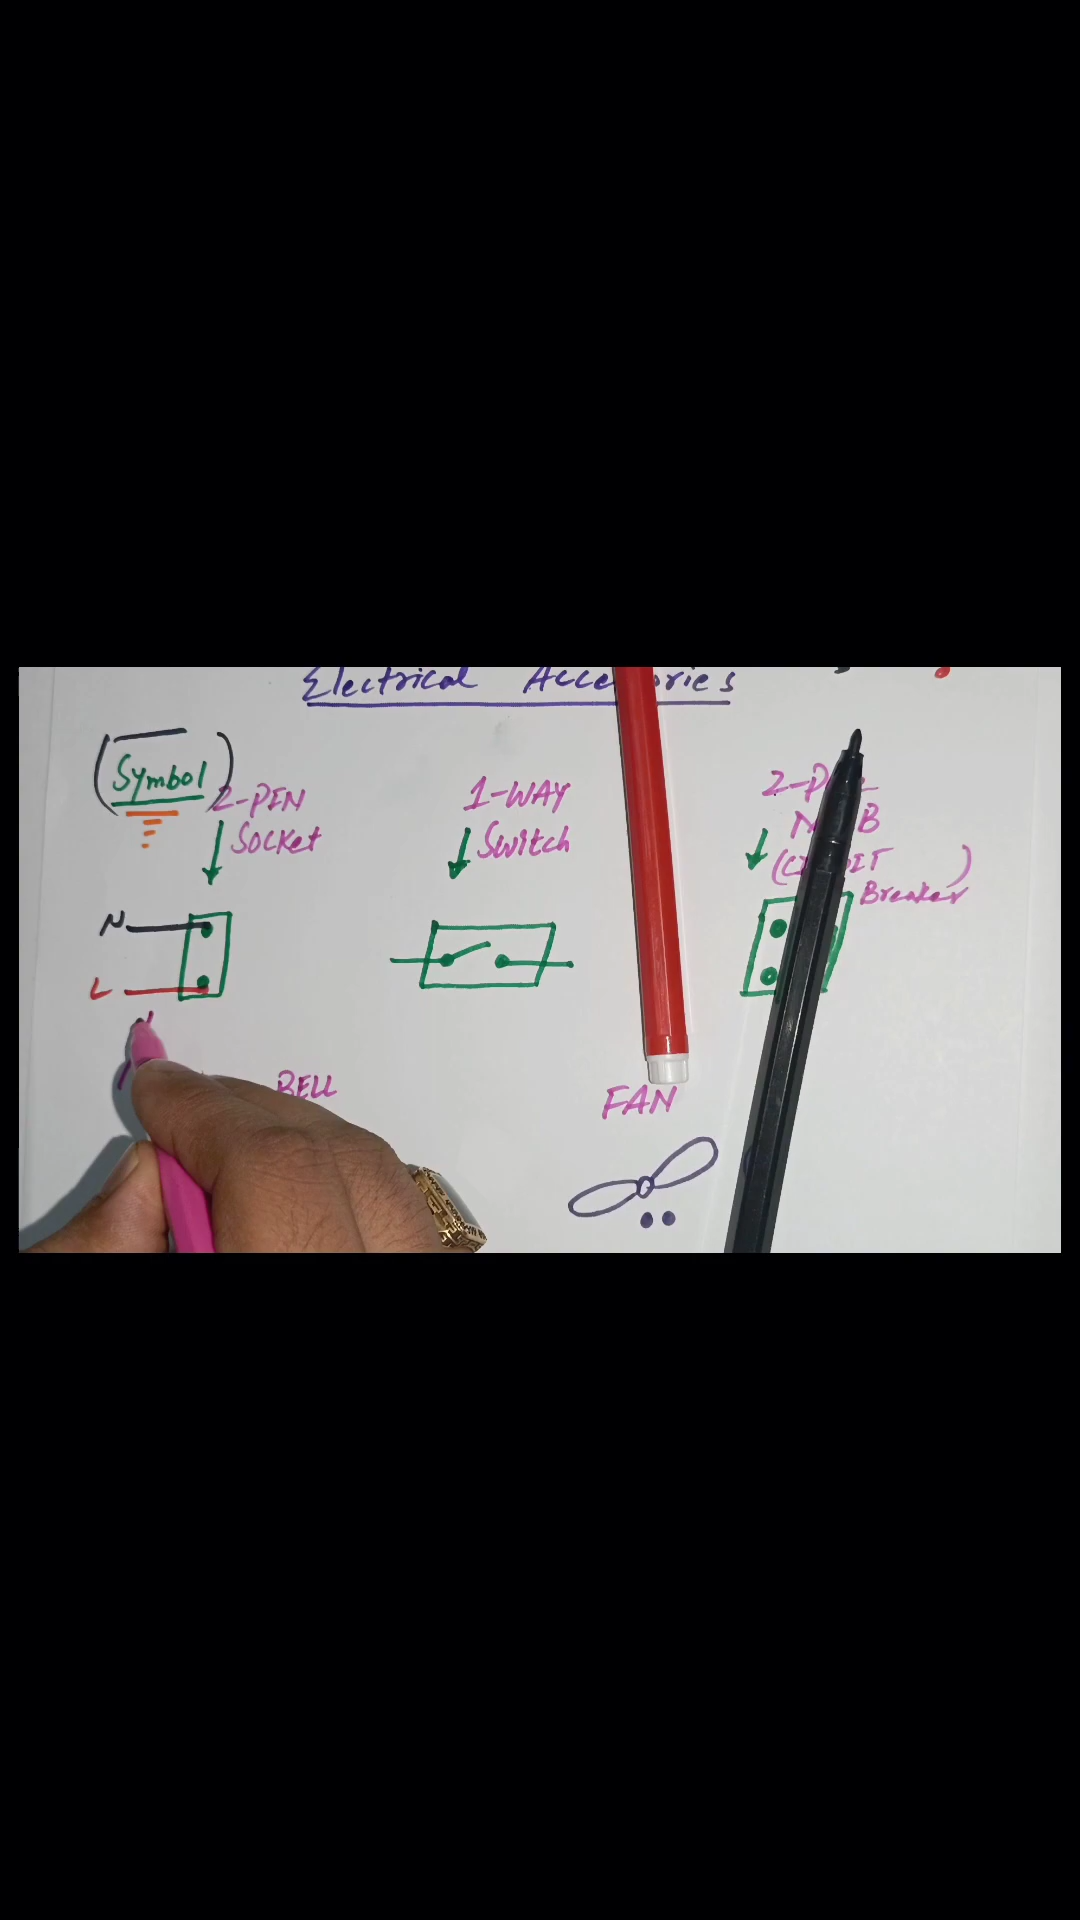 Electrical
(Symbol)
2-PIN
Socket
1-WAY
Switch
Breaker
N
L
BELL
FAN